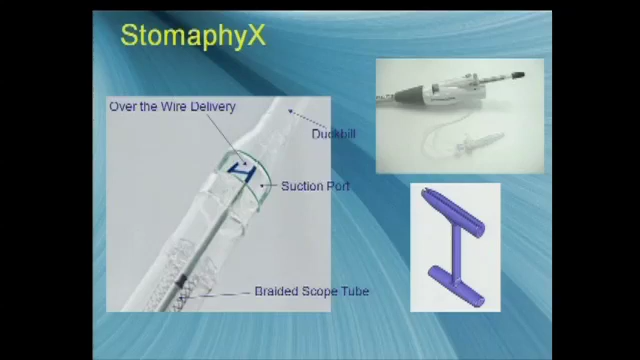 StomaphyX
Over the Wire Delivery
Duckbill
Suction Port
Braided Scope Tube